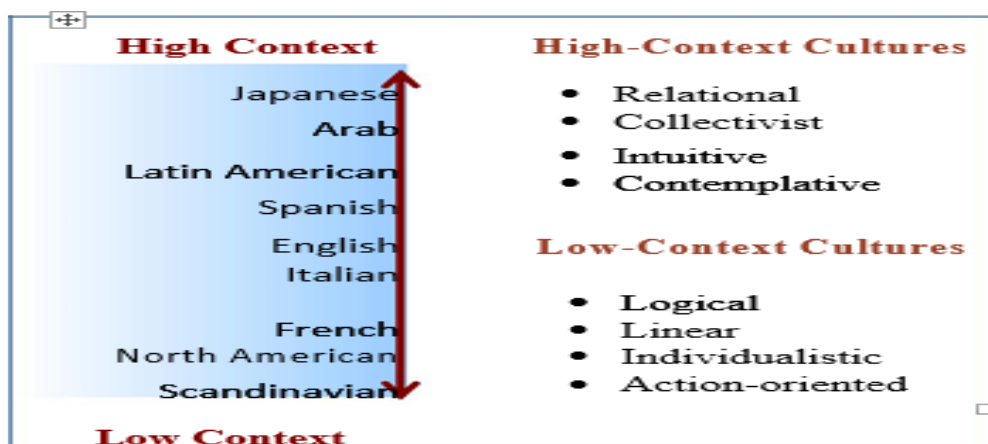 High Context
Japanese
Arab
Latin American
Spanish
English
Italian
French
North American
Scandinavian
Low Context
High-Context Cultures
• Relational
• Collectivist
• Intuitive
• Contemplative
Low-Context Cultures
• Logical
• Linear
• Individualistic
• Action-oriented